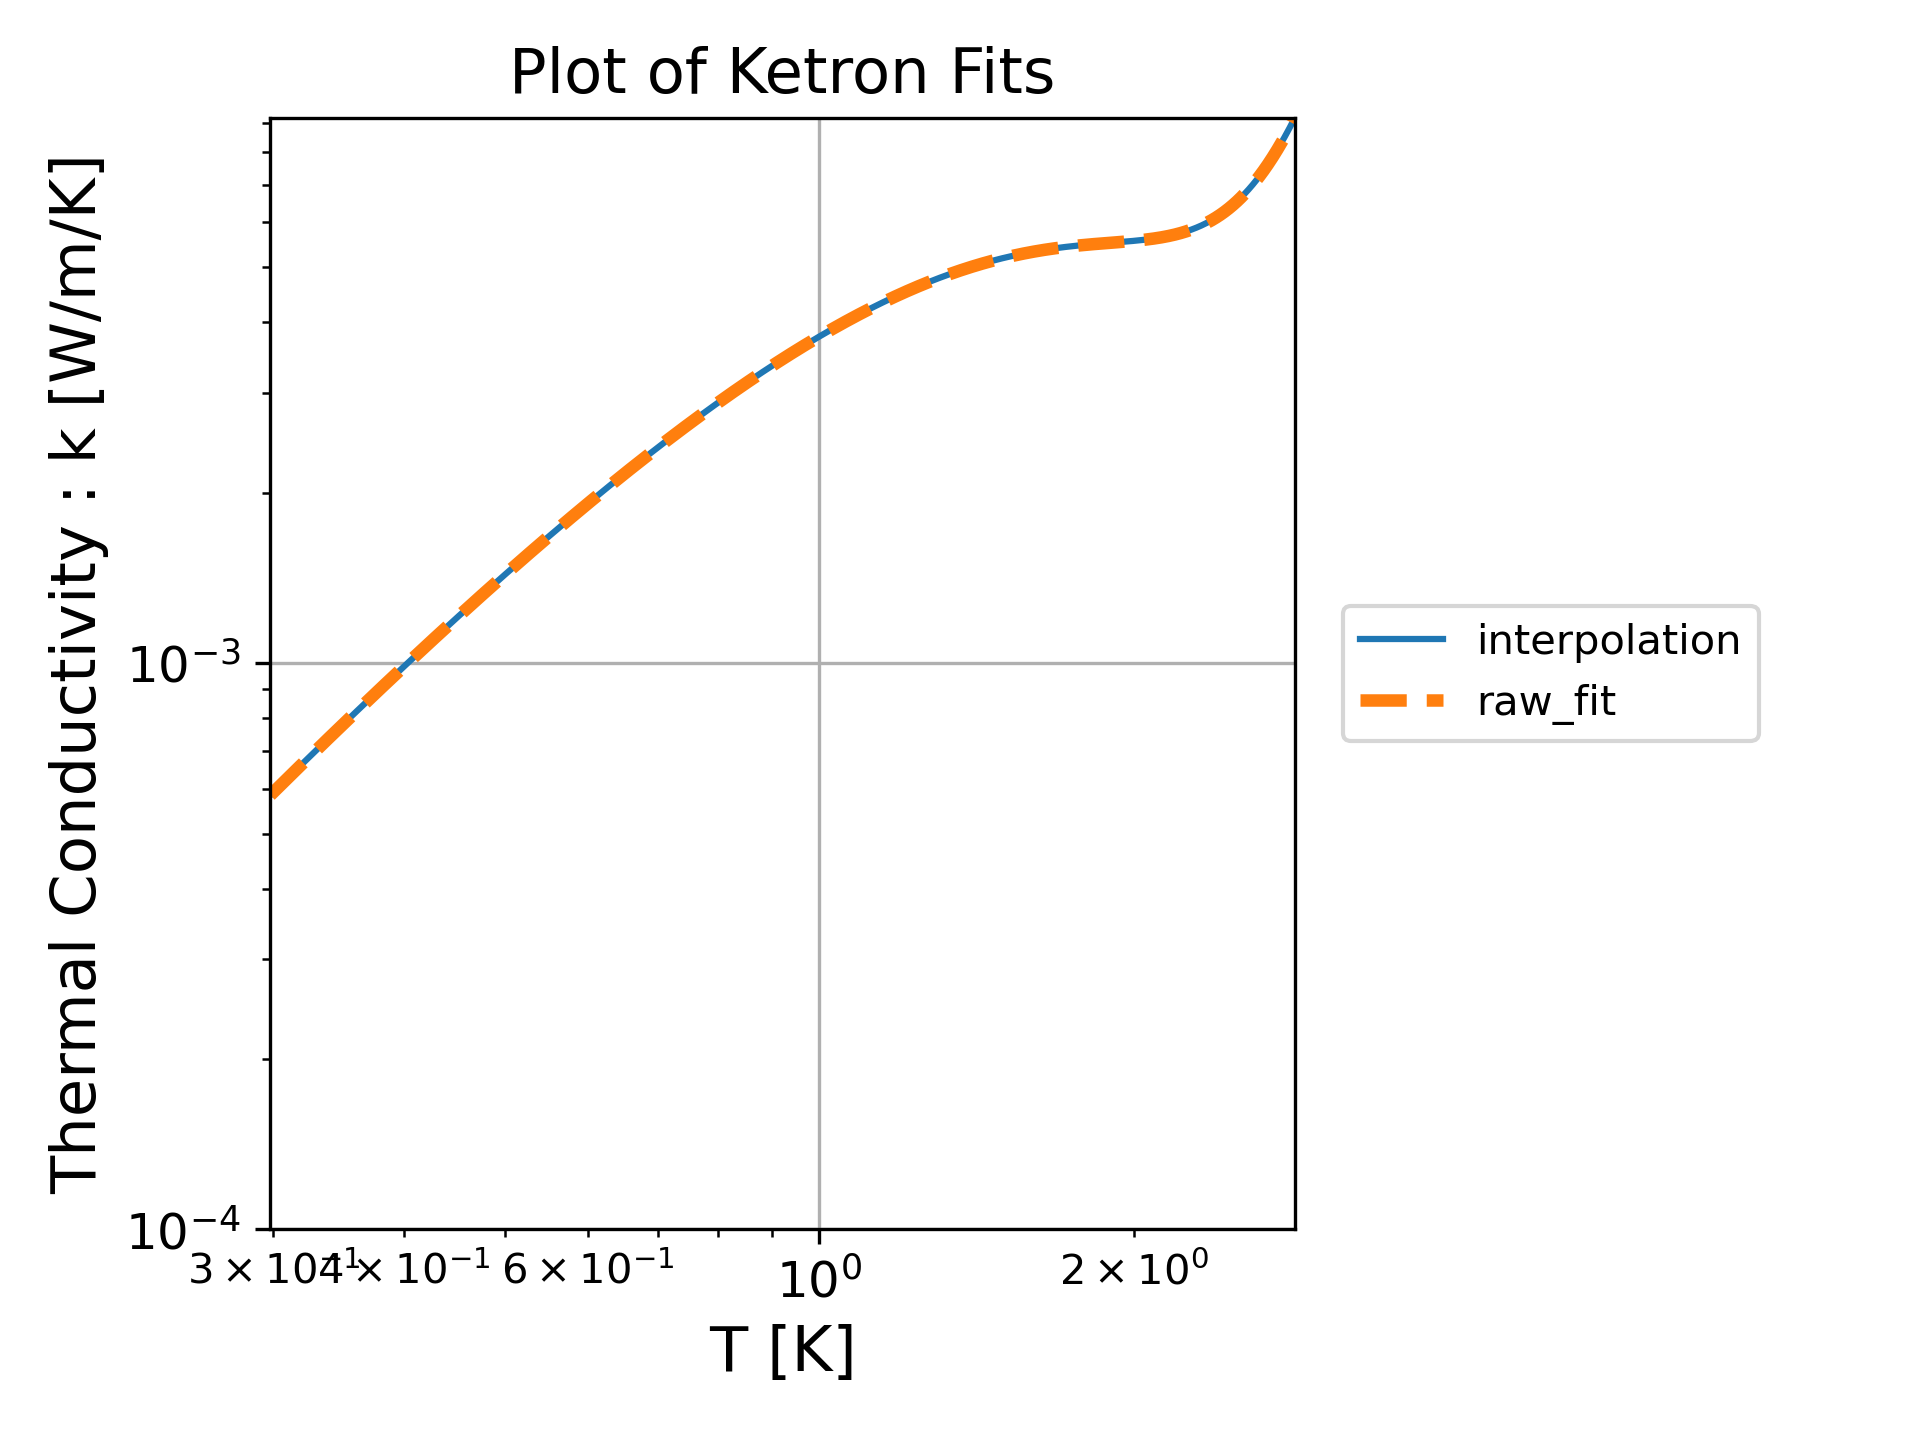 Plot of Ketron Fits
Thermal Conductivity : k [W/m/K]
10⁻³
10⁻⁴
3 × 10⁻¹
4 × 10⁻¹
6 × 10⁻¹
10⁰
2 × 10⁰
T [K]
interpolation
raw_fit